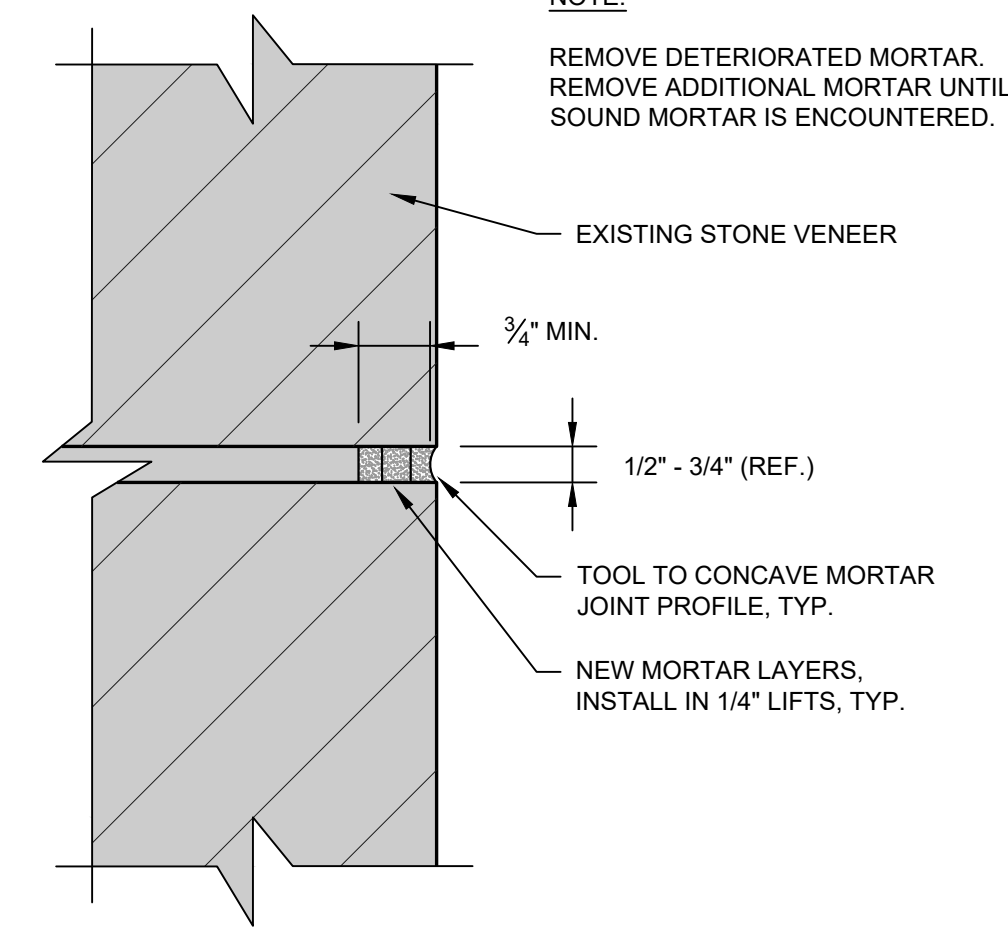 NOTE:
REMOVE DETERIORATED MORTAR.
REMOVE ADDITIONAL MORTAR UNTIL
SOUND MORTAR IS ENCOUNTERED.
EXISTING STONE VENEER
3⁄4" MIN.
1/2" - 3/4" (REF.)
TOOL TO CONCAVE MORTAR
JOINT PROFILE, TYP.
NEW MORTAR LAYERS,
INSTALL IN 1/4" LIFTS, TYP.